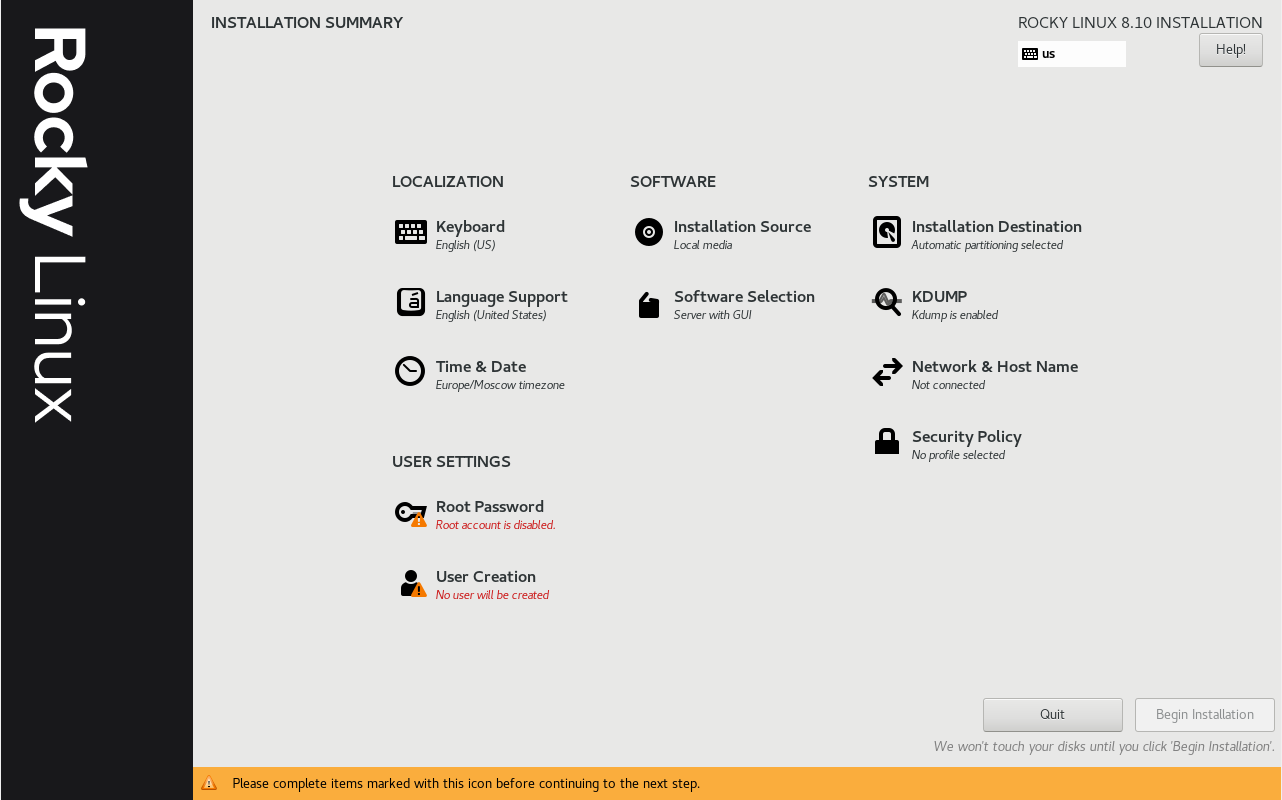 Rocky Linux
INSTALLATION SUMMARY
ROCKY LINUX 8.10 INSTALLATION
us
Help!
LOCALIZATION
Keyboard
English (US)
Language Support
English (United States)
Time & Date
Europe/Moscow timezone
SOFTWARE
Installation Source
Local media
Software Selection
Server with GUI
SYSTEM
Installation Destination
Automatic partitioning selected
KDUMP
Kdump is enabled
Network & Host Name
Not connected
Security Policy
No profile selected
USER SETTINGS
Root Password
Root account is disabled.
User Creation
No user will be created
Quit
Begin Installation
We won't touch your disks until you click 'Begin Installation'.
Please complete items marked with this icon before continuing to the next step.